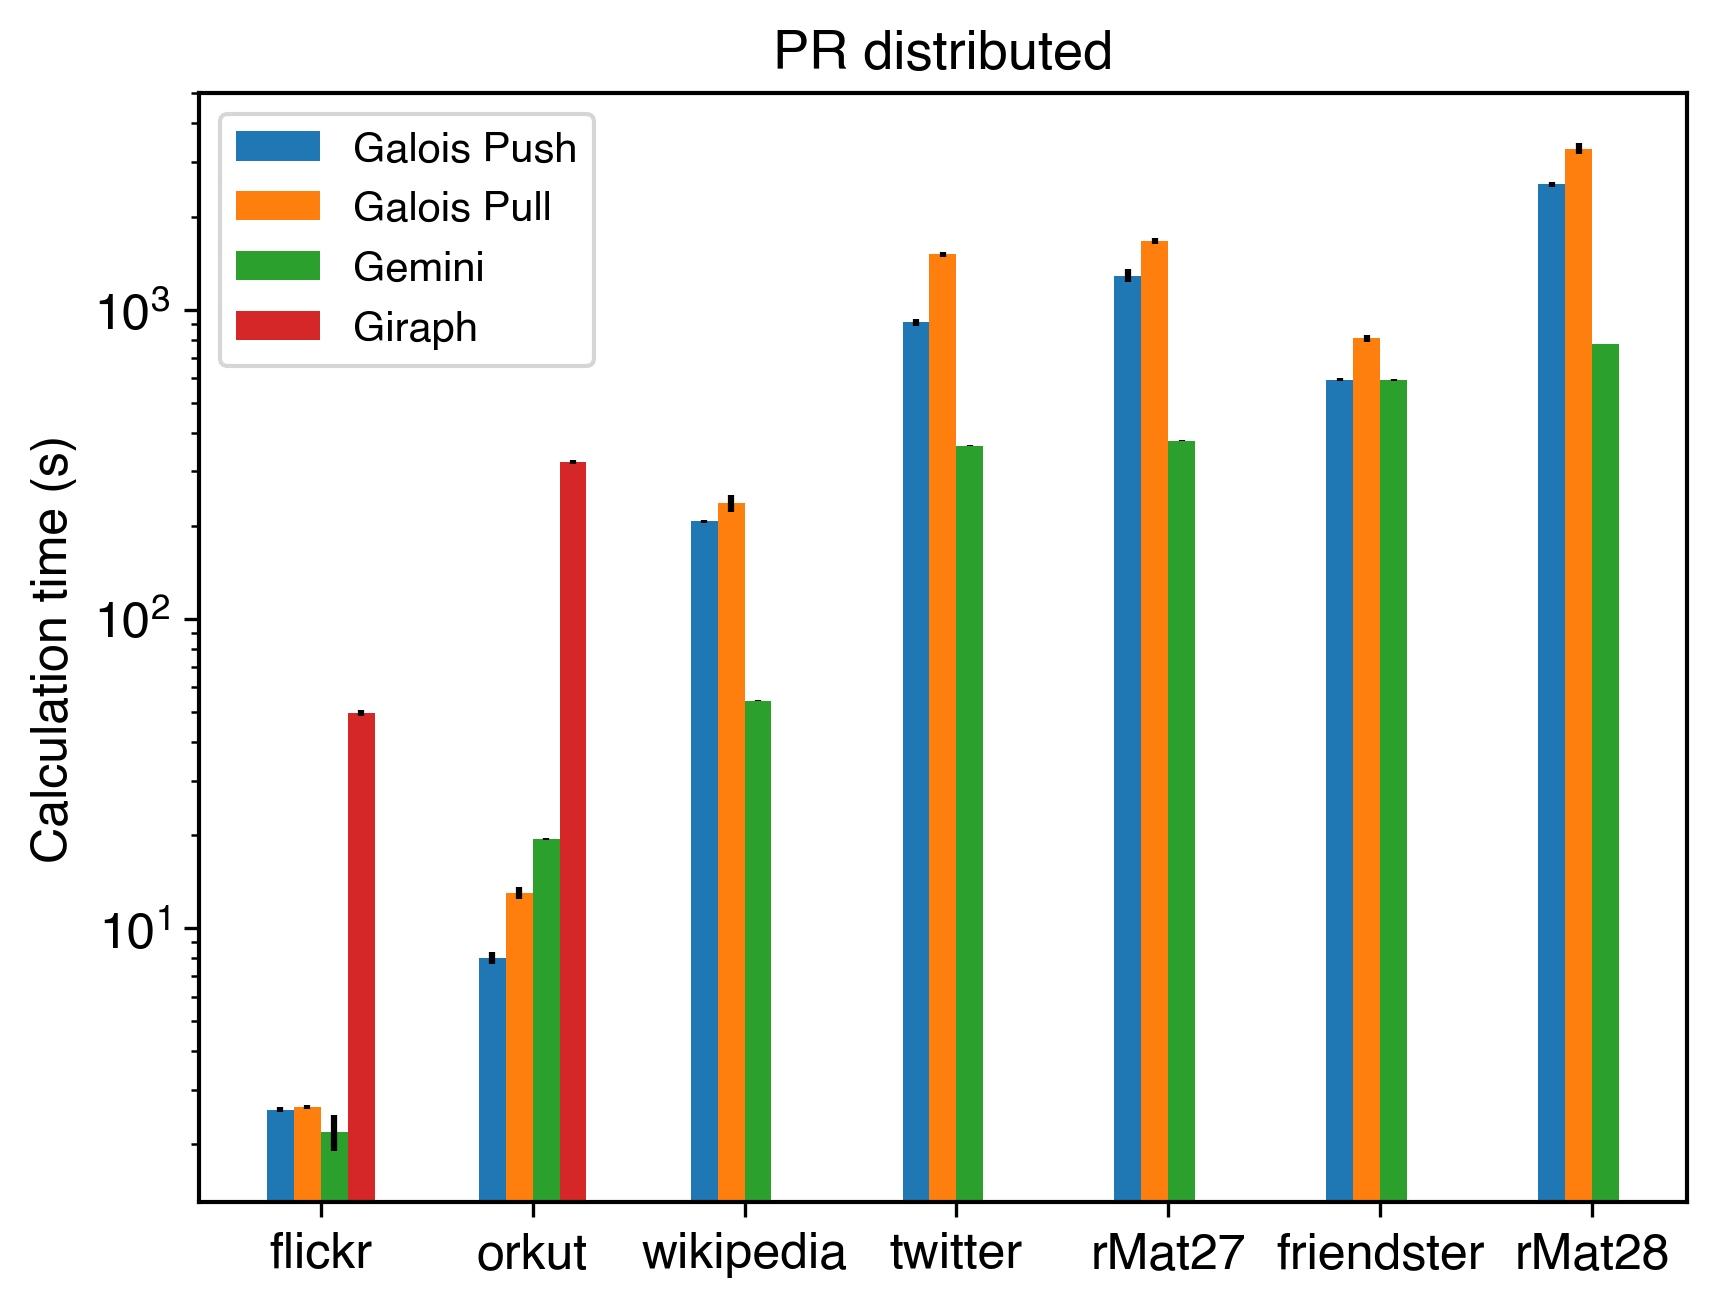 PR distributed
Galois Push
Galois Pull
Gemini
Giraph
Calculation time (s)
10³
10²
10¹
flickr orkut wikipedia twitter rMat27 friendster rMat28